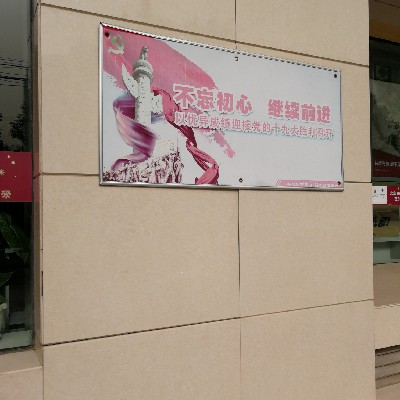 不忘初心 继续前进
以优异成绩迎接党的十九大胜利召开